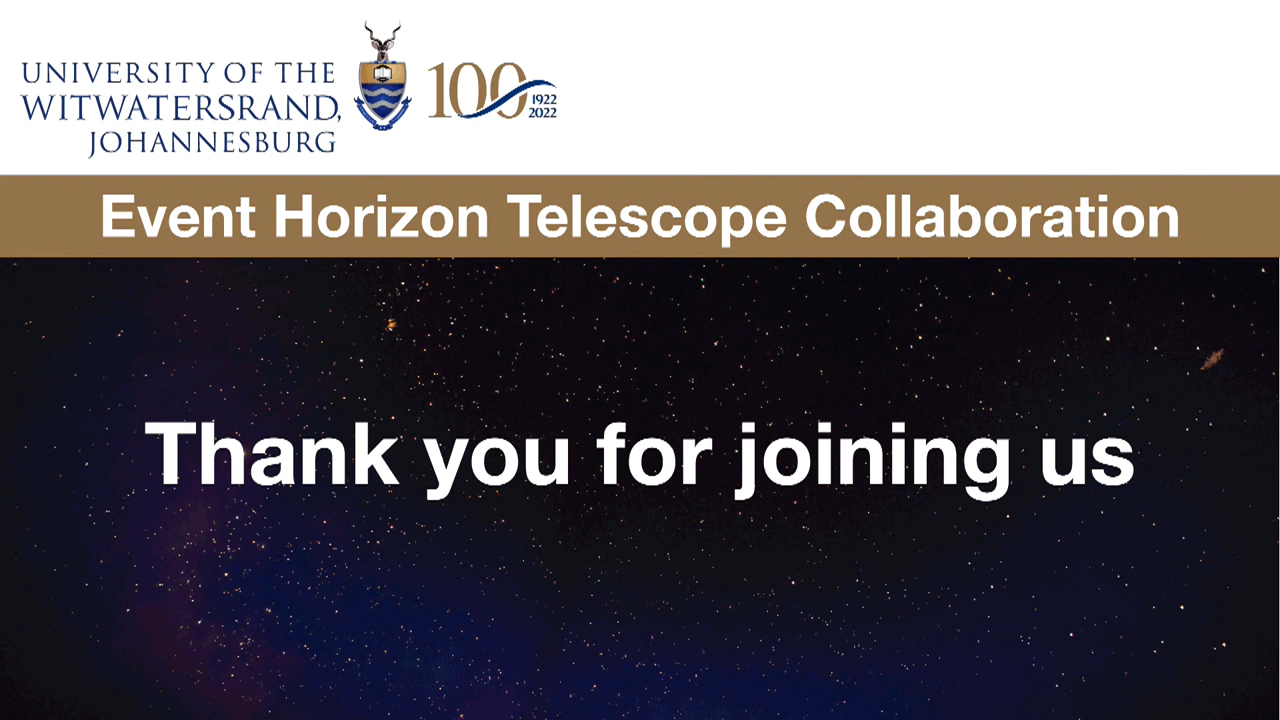 UNIVERSITY OF THE
WITWATERSRAND,
JOHANNESBURG
100
1922
2022
Event Horizon Telescope Collaboration
Thank you for joining us